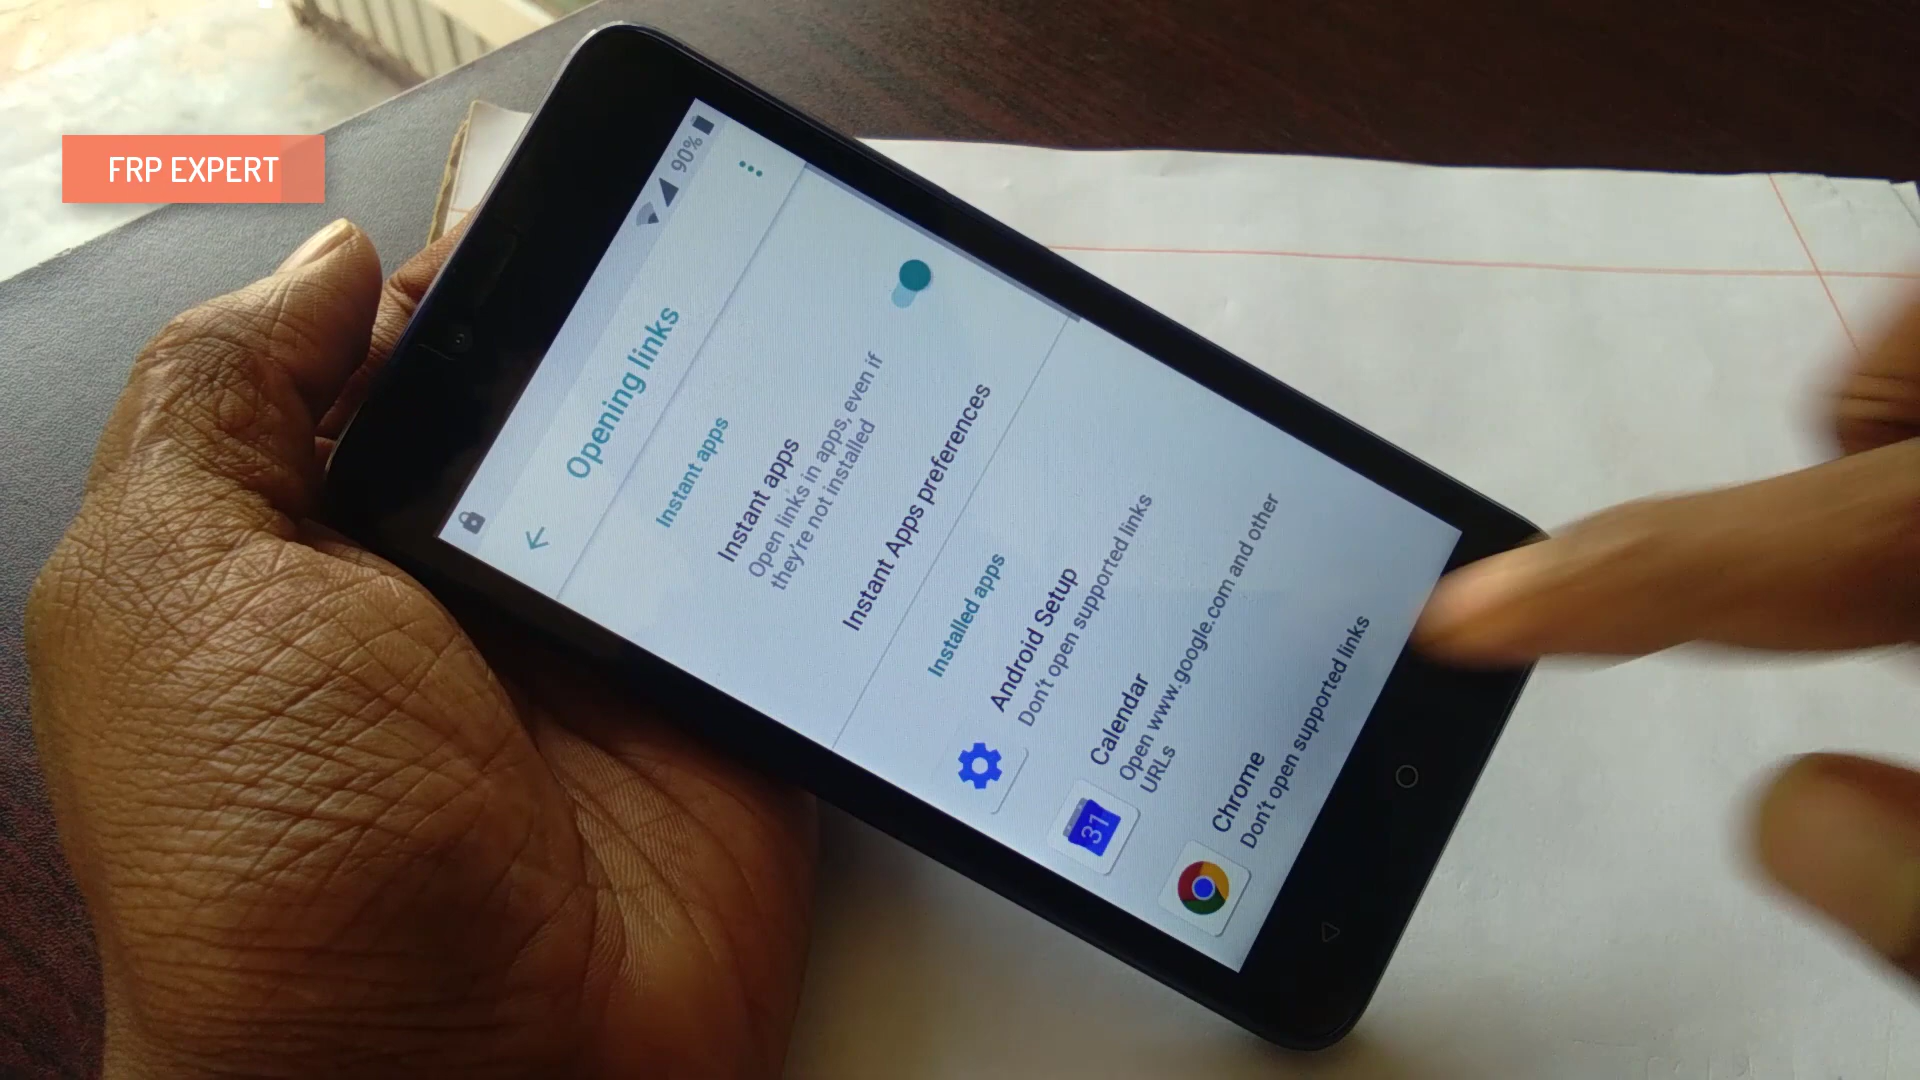 FRP EXPERT
90%
Opening links
Instant apps
Instant apps
Open links in apps, even if
they're not installed
Instant Apps preferences
Installed apps
Android Setup
Don't open supported links
31
Calendar
Open www.google.com and other
URLs
Chrome
Don't open supported links